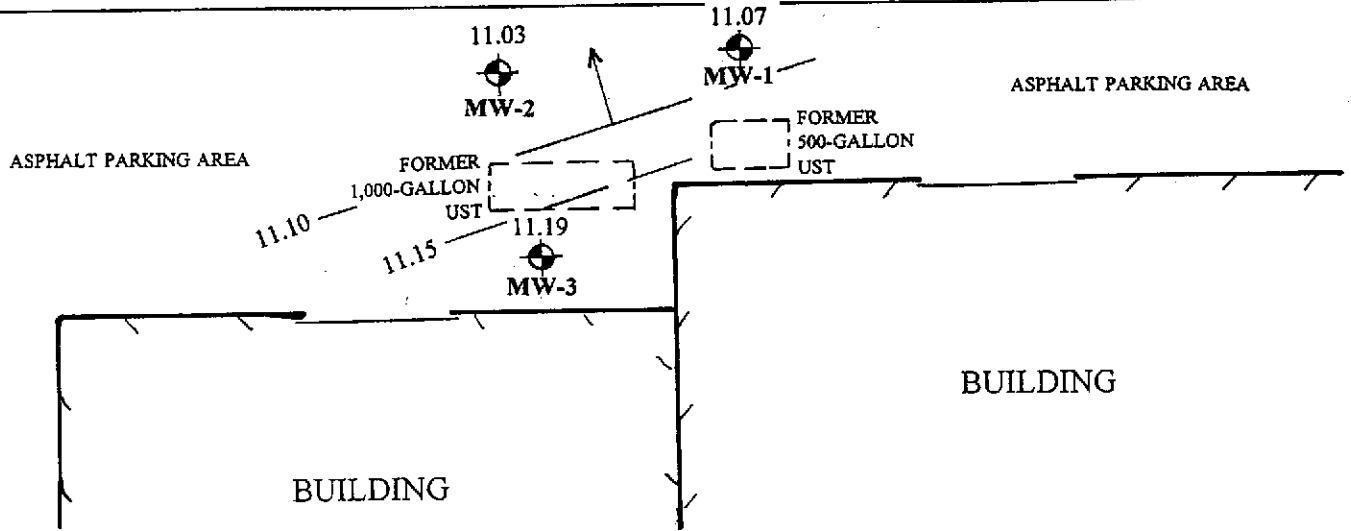 11.07
11.03
MW-1
MW-2
ASPHALT PARKING AREA
ASPHALT PARKING AREA
FORMER
500-GALLON
UST
FORMER
1,000-GALLON
UST
11.10
11.15
11.19
MW-3
BUILDING
BUILDING